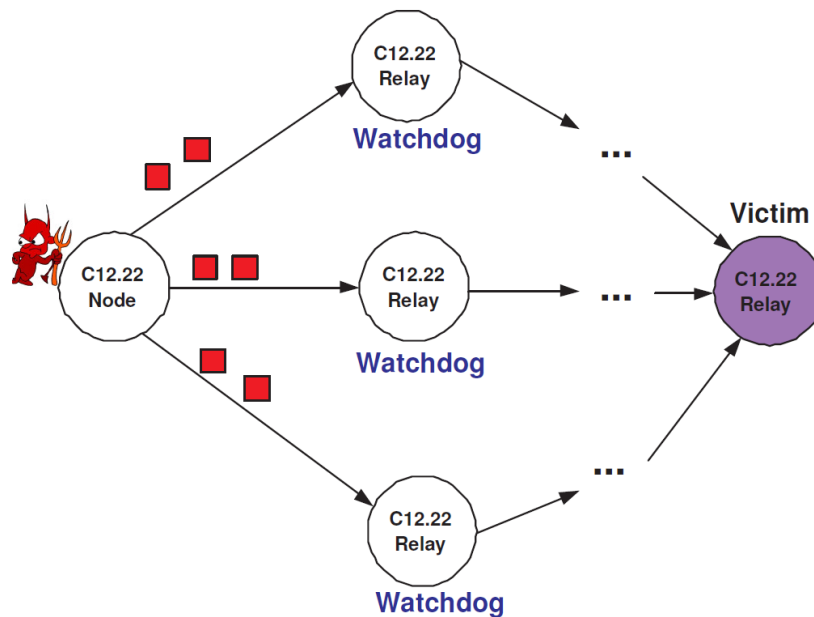 C12.22
Relay
Watchdog
...
Victim
C12.22
Node
C12.22
Relay
Watchdog
...
C12.22
Relay
C12.22
Relay
Watchdog
...